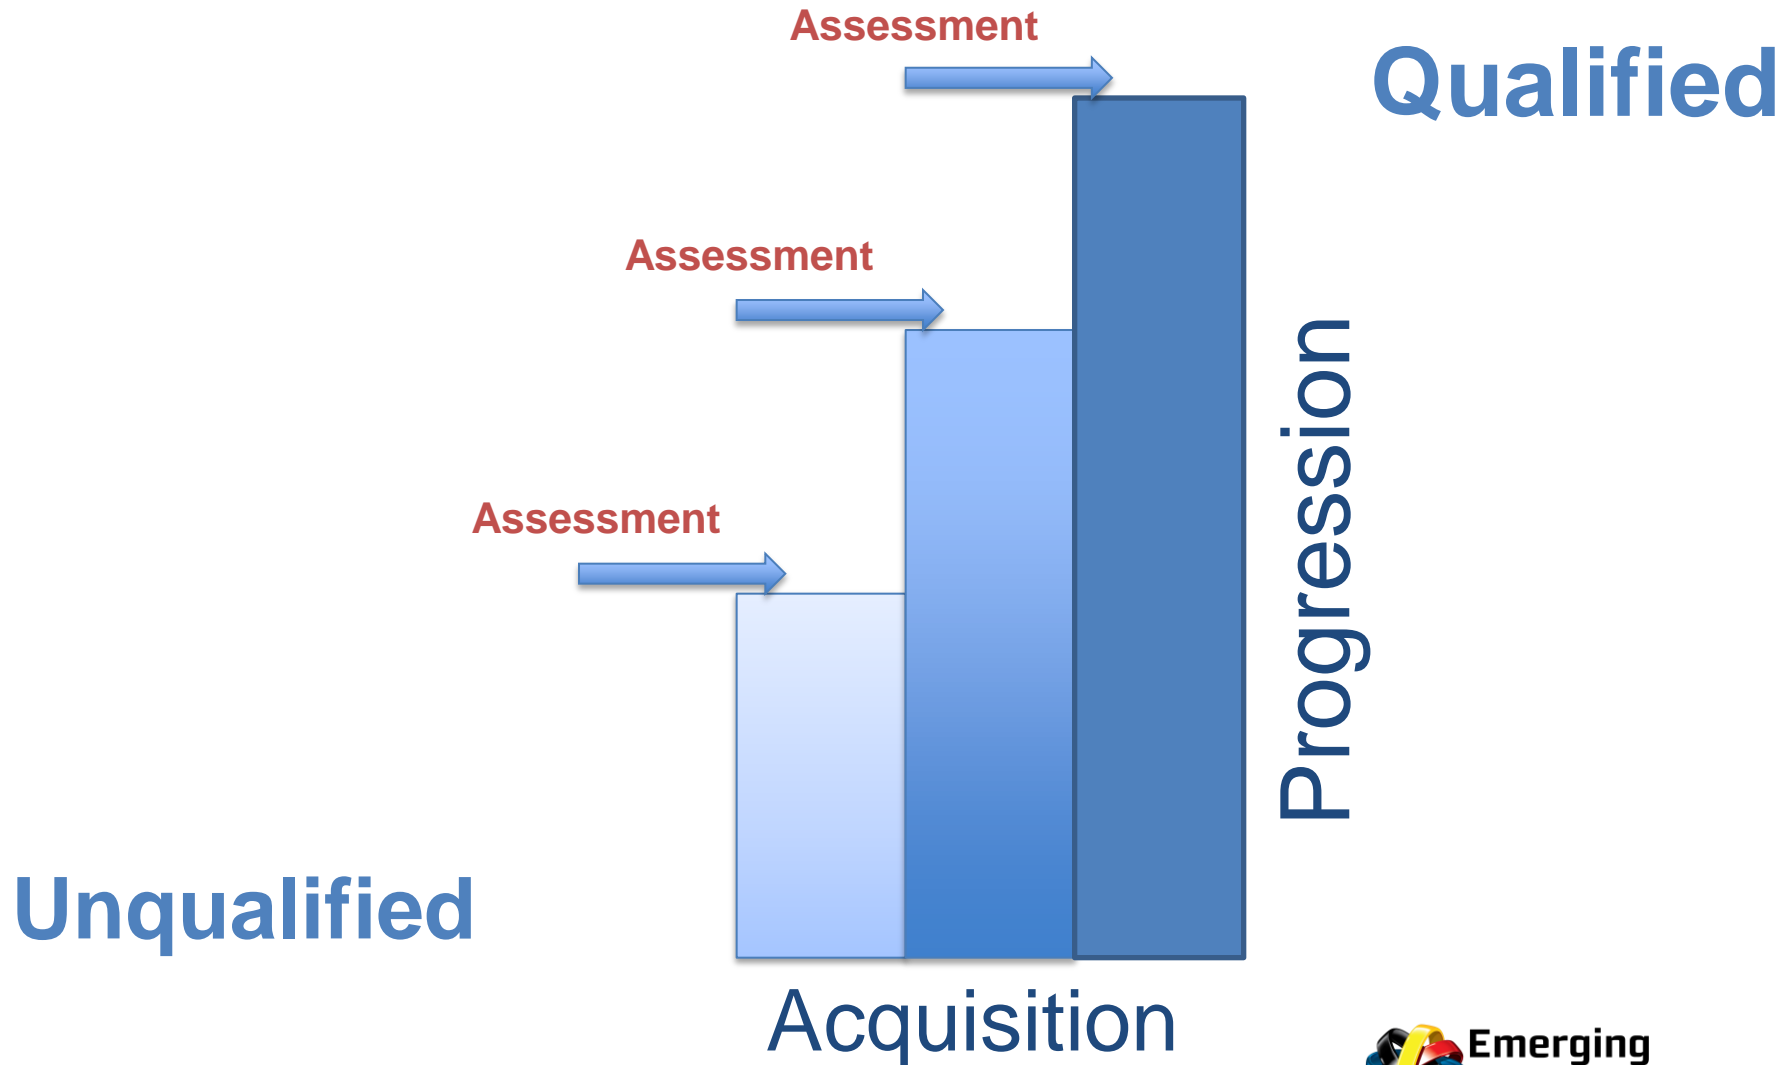 Assessment
Qualified
Assessment
Assessment
Progression
Unqualified
Acquisition
Emerging